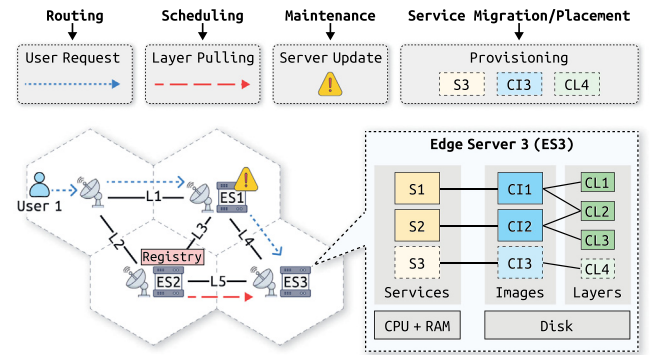 Routing
Scheduling
Maintenance
Service Migration/Placement
User Request
Layer Pulling
Server Update
Provisioning
S3
CI3
CL4
User 1
L1
ES1
L2
L3
L4
Registry
ES2
L5
ES3
Edge Server 3 (ES3)
S1
CI1
CL1
CL2
S2
CI2
CL3
S3
CI3
CL4
Services
Images
Layers
CPU + RAM
Disk